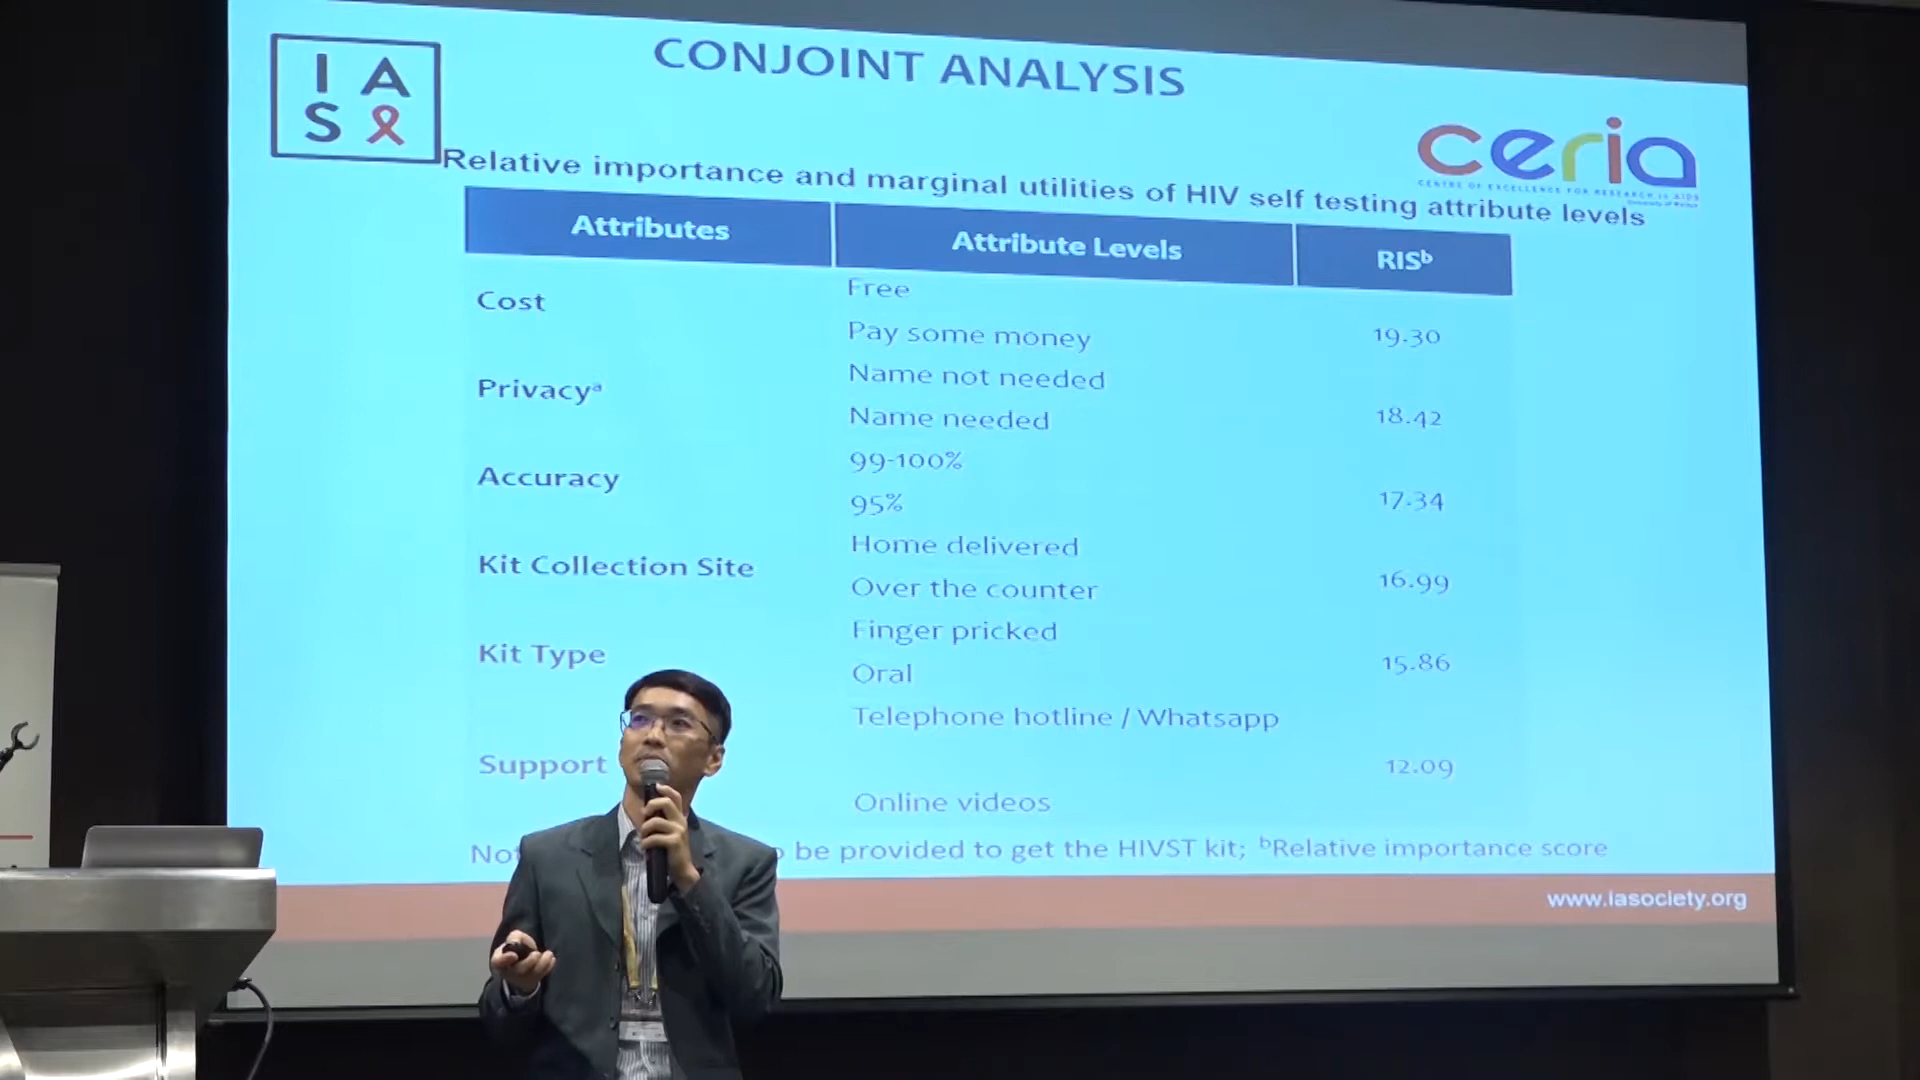 CONJOINT ANALYSIS
I A
S
ceria
CENTRE OF EXCELLENCE FOR RESEARCH in AIDS
University of Malaya
Relative importance and marginal utilities of HIV self testing attribute levels
Attributes Attribute Levels RISᵇ
Cost Free
Pay some money 19.30
Privacyᵃ Name not needed
Name needed 18.42
Accuracy 99-100%
95% 17.34
Kit Collection Site Home delivered
Over the counter 16.99
Kit Type Finger pricked
Oral 15.86
Telephone hotline / Whatsapp
Support 12.09
Online videos
be provided to get the HIVST kit; ᵇRelative importance score
www.iasociety.org